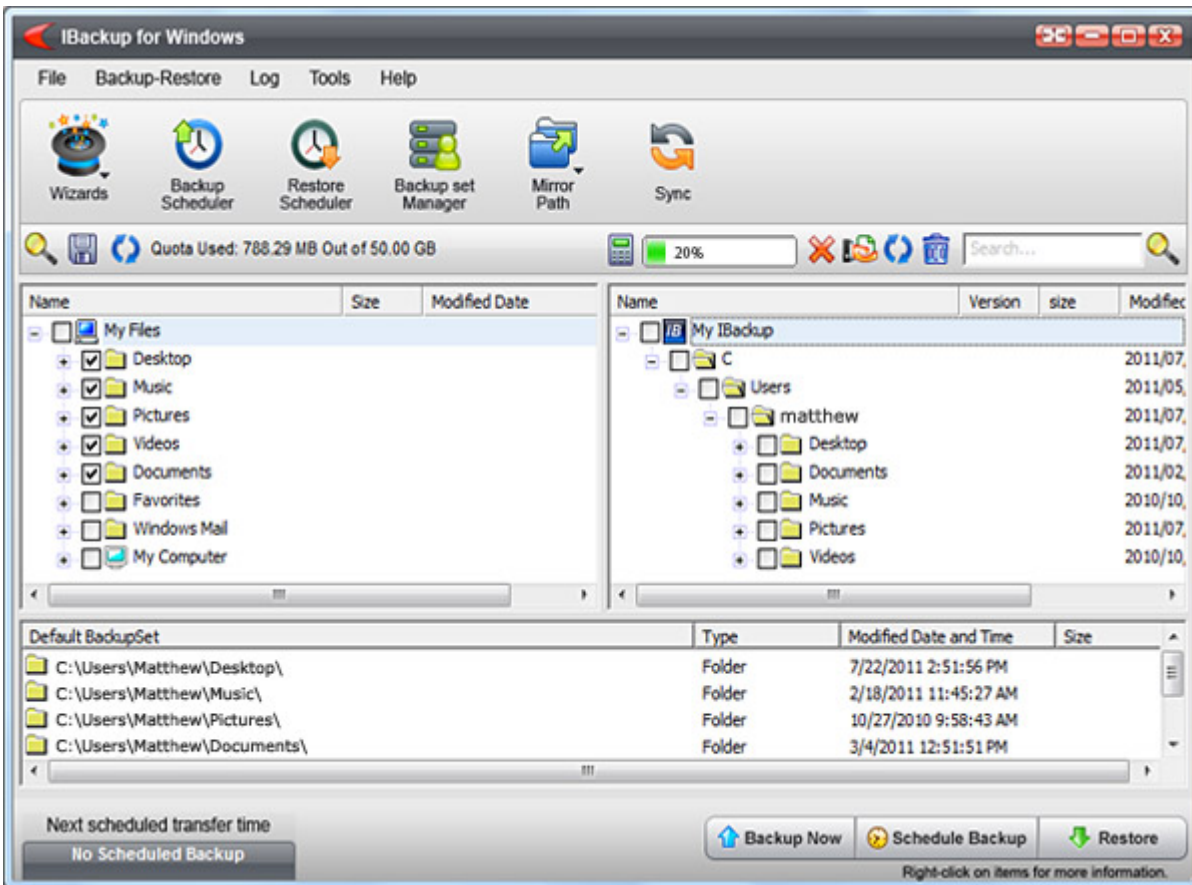 IBackup for Windows
File Backup-Restore Log Tools Help
Wizards
Backup Scheduler
Restore Scheduler
Backup set Manager
Mirror Path
Sync
Quota Used: 788.29 MB Out of 50.00 GB
20%
Search...
Name Size Modified Date
My Files
Desktop
Music
Pictures
Videos
Documents
Favorites
Windows Mail
My Computer
Name Version size Modified
IB My IBackup
C 2011/07,
Users 2011/05,
matthew 2011/07,
Desktop 2011/07,
Documents 2011/02,
Music 2010/10,
Pictures 2011/07,
Videos 2010/10,
Default BackupSet Type Modified Date and Time Size
C:\Users\Matthew\Desktop\ Folder 7/22/2011 2:51:56 PM
C:\Users\Matthew\Music\ Folder 2/18/2011 11:45:27 AM
C:\Users\Matthew\Pictures\ Folder 10/27/2010 9:58:43 AM
C:\Users\Matthew\Documents\ Folder 3/4/2011 12:51:51 PM
Next scheduled transfer time
No Scheduled Backup
Backup Now Schedule Backup Restore
Right-click on items for more information.